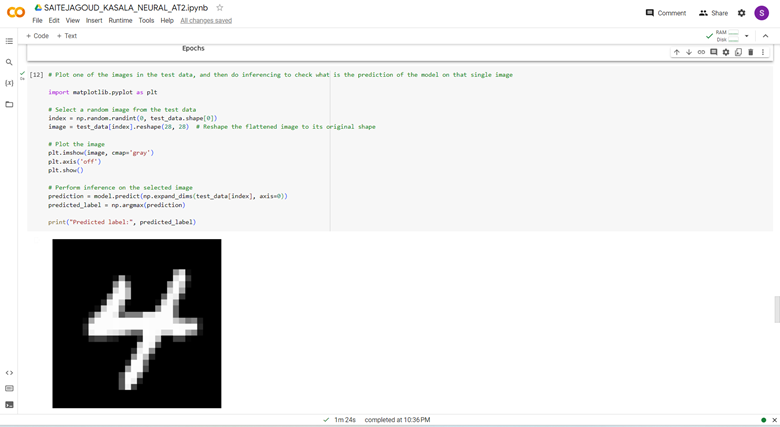 SAITEJAGOUD_KASALA_NEURAL_AT2.ipynb
File Edit View Insert Runtime Tools Help All changes saved
Comment Share S
+ Code + Text
RAM
Disk
Epochs
{x}
[12] # Plot one of the images in the test data, and then do inferencing to check what is the prediction of the model on that single image
0s
import matplotlib.pyplot as plt
# Select a random image from the test data
index = np.random.randint(0, test_data.shape[0])
image = test_data[index].reshape(28, 28) # Reshape the flattened image to its original shape
# Plot the image
plt.imshow(image, cmap='gray')
plt.axis('off')
plt.show()
# Perform inference on the selected image
prediction = model.predict(np.expand_dims(test_data[index], axis=0))
predicted_label = np.argmax(prediction)
print("Predicted label:", predicted_label)
4
1m 24s completed at 10:36 PM